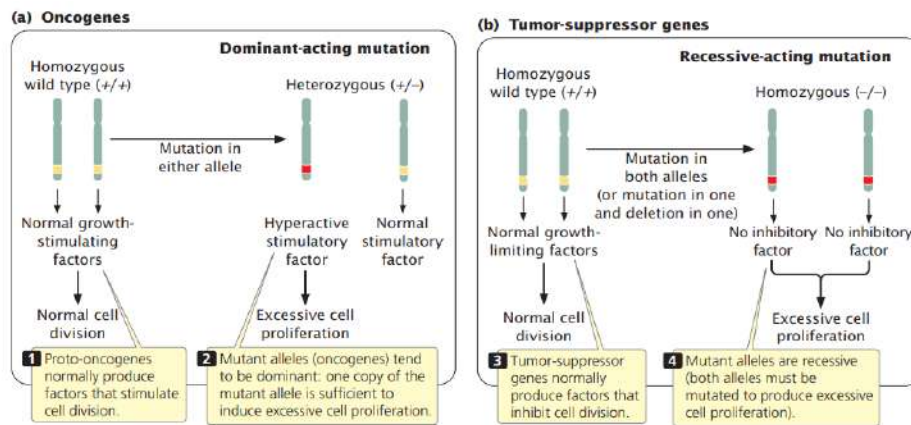 (a) Oncogenes
Dominant-acting mutation
Homozygous
wild type (+/+)
Heterozygous (+/–)
Mutation in
either allele
Normal growth-
stimulating
factors
Hyperactive
stimulatory
factor
Normal
stimulatory
factor
Normal cell
division
Excessive cell
proliferation
1 Proto-oncogenes
normally produce
factors that stimulate
cell division.
2 Mutant alleles (oncogenes) tend
to be dominant: one copy of the
mutant allele is sufficient to
induce excessive cell proliferation.
(b) Tumor-suppressor genes
Recessive-acting mutation
Homozygous
wild type (+/+)
Homozygous (–/–)
Mutation in
both alleles
(or mutation in one
and deletion in one)
Normal growth-
limiting factors
No inhibitory
factor
No inhibitory
factor
Normal cell
division
Excessive cell
proliferation
3 Tumor-suppressor
genes normally
produce factors that
inhibit cell division.
4 Mutant alleles are recessive
(both alleles must be
mutated to produce excessive
cell proliferation).